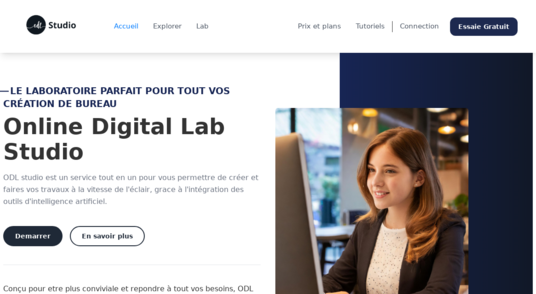 odl Studio
Accueil Explorer Lab Prix et plans Tutoriels Connection Essaie Gratuit
LE LABORATOIRE PARFAIT POUR TOUT VOS
CRÉATION DE BUREAU
Online Digital Lab
Studio
ODL studio est un service tout en un pour vous permettre de créer et
faires vos travaux à la vitesse de l'éclair, grace à l'intégration des
outils d'intelligence artificiel.
Demarrer En savoir plus
Conçu pour etre plus conviviale et repondre à tout vos besoins, ODL